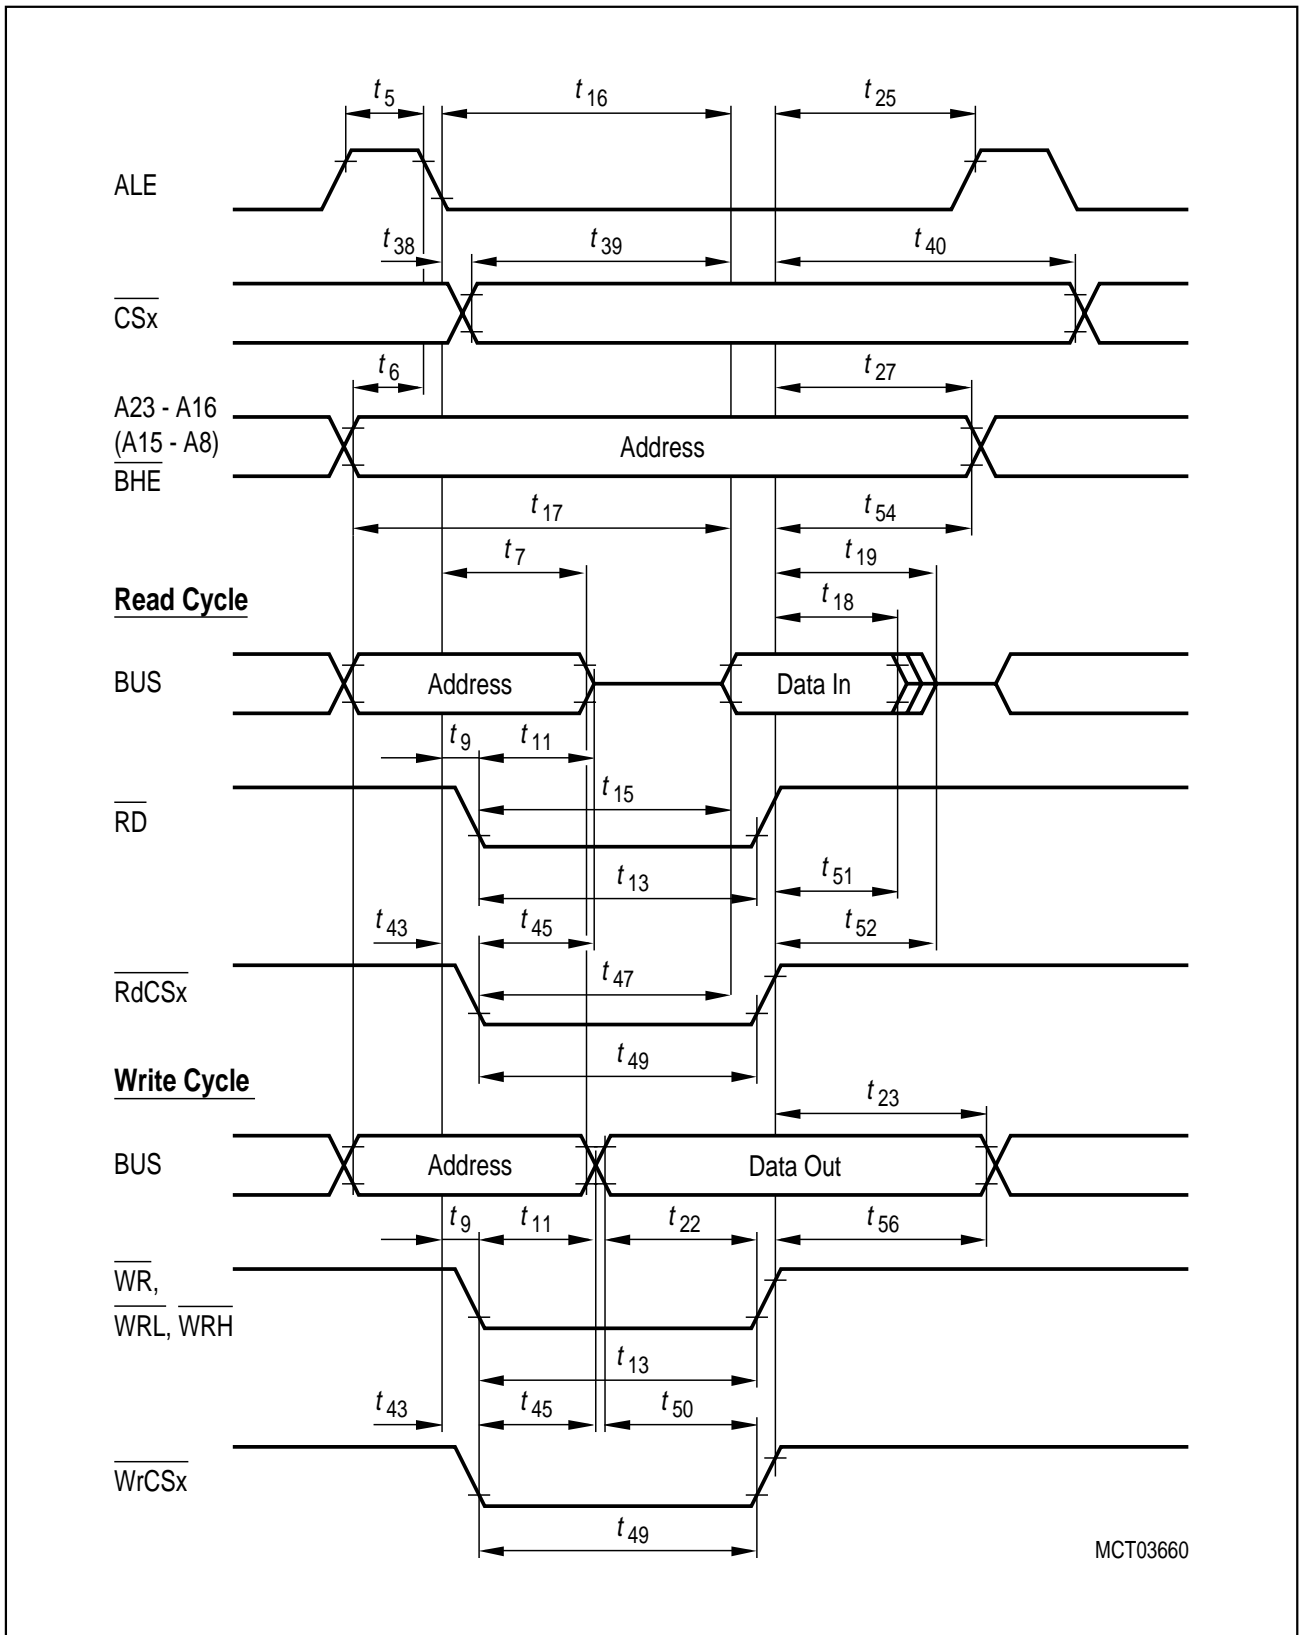 t5 t16 t25
ALE
t38 t39 t40
CSx
t6 t27
A23 - A16
(A15 - A8) Address
BHE
t17 t54
t7 t19
Read Cycle t18
BUS Address Data In
t9 t11
t15
RD
t13 t51
t43 t45 t52
RdCSx t47
t49
Write Cycle t23
BUS Address Data Out
t9 t11 t22 t56
WR,
WRL, WRH
t13
t43 t45 t50
WrCSx
t49
MCT03660